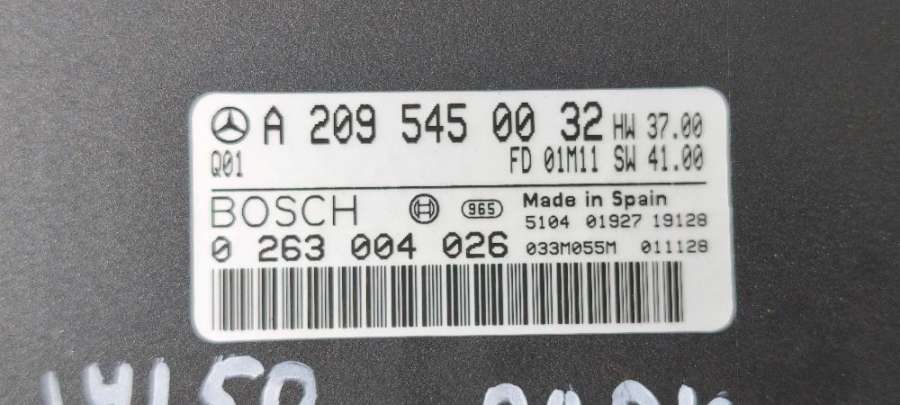 A 209 545 00 32 HW 37.00
Q01 FD 01M11 SW 41.00
BOSCH 965 Made in Spain
5104 01927 19128
0 263 004 026 033M055M 011128